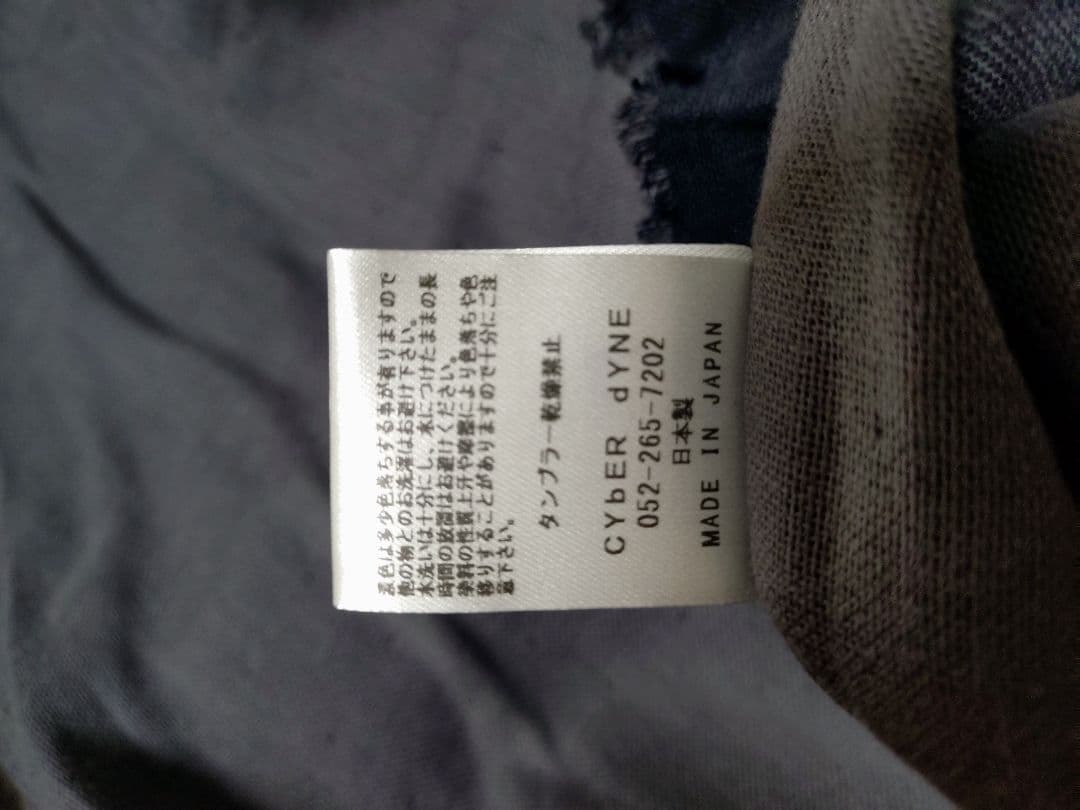 濃色は多少色落ちする事が有りますので
他の物とのお洗濯はお避け下さい。
水洗いは十分にし、水につけたままの長
時間の放置はお避けください。
染料の性質上汗や摩擦により色落ちや色
移りすることがありますので十分にご注
意下さい。
タンブラー乾燥禁止
CYbER dYNE
052-265-7202
日本製
MADE IN JAPAN